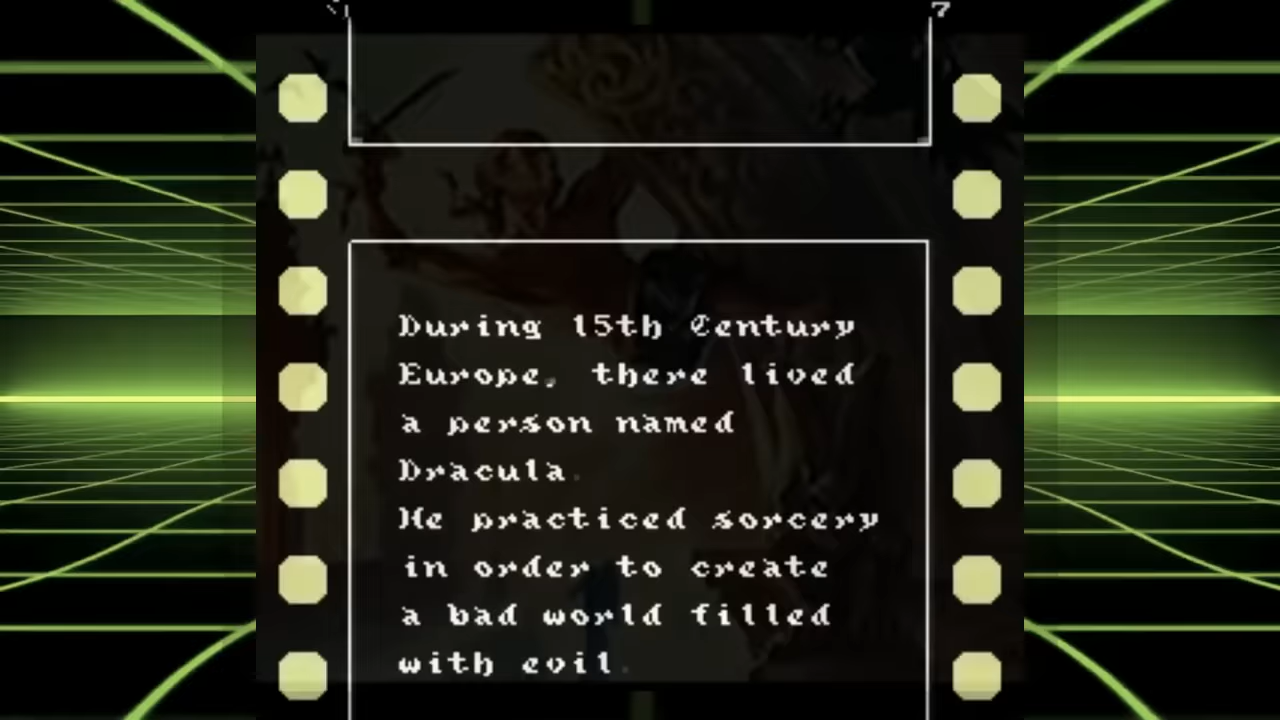 7
During 15th Century
Europe, there lived
a person named
Dracula.
He practiced sorcery
in order to create
a bad world filled
with evil.